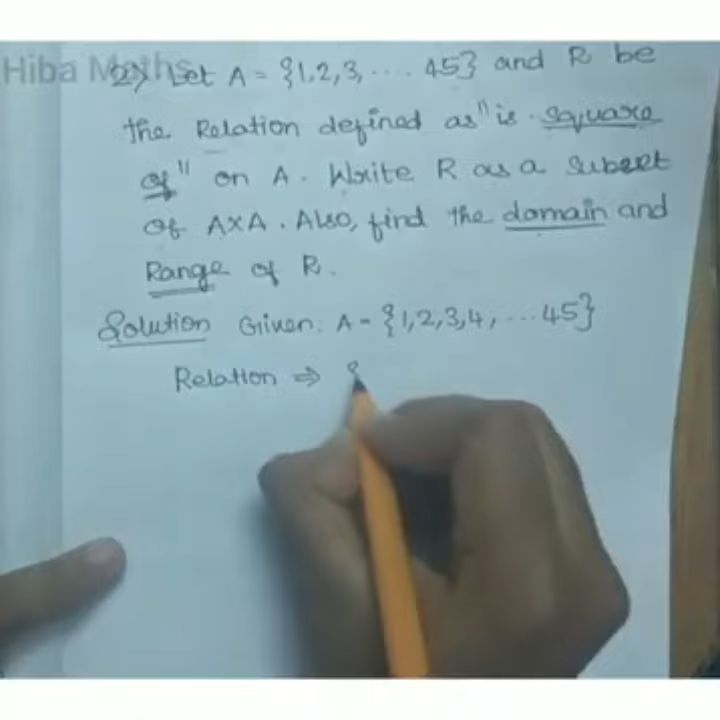 Hiba Maths
2) Let A = {1,2,3, .... 45} and R be
the Relation defined as "is square
of" on A. Write R as a subset
of A×A. Also, find the domain and
Range of R.
Solution Given: A = {1,2,3,4, ... 45}
Relation ⇒ {